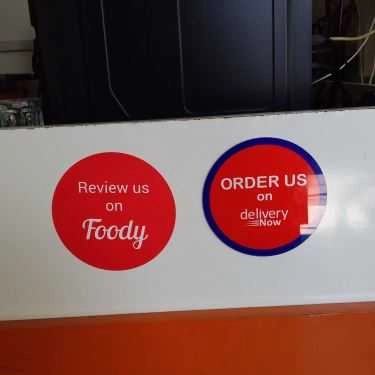 Review us
on
Foody
ORDER US
on
delivery
Now